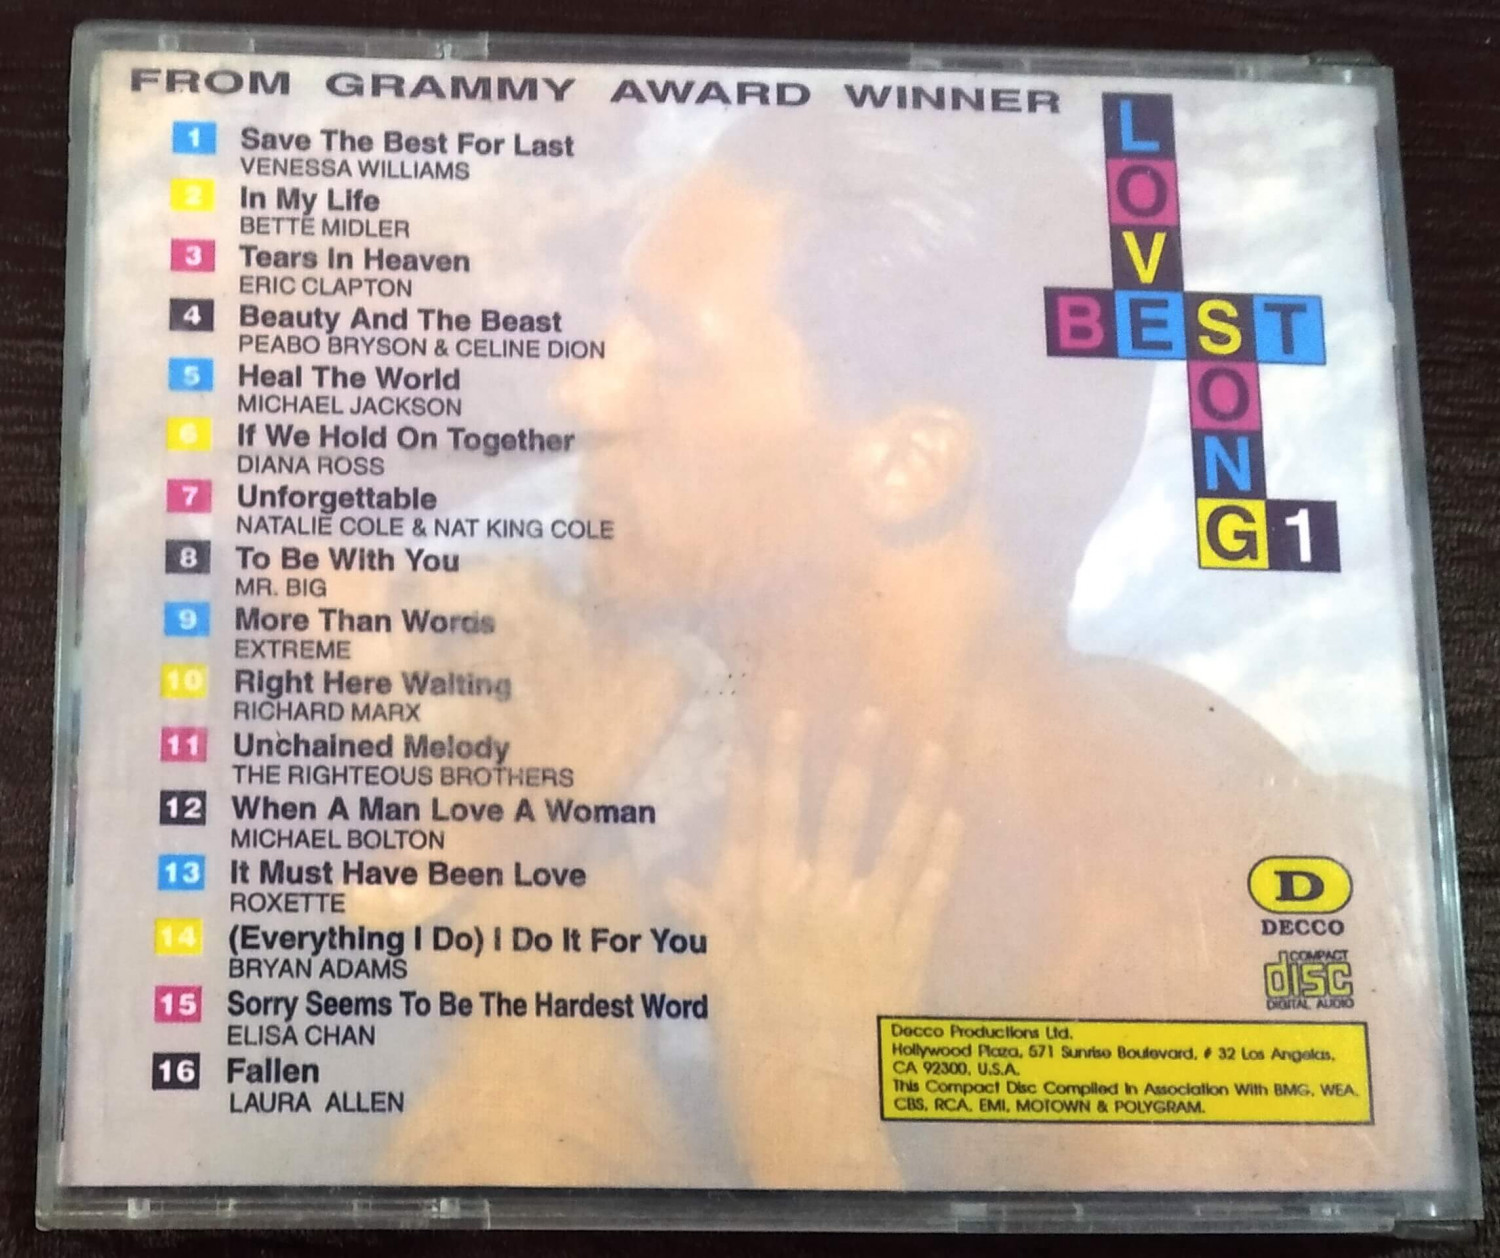 FROM GRAMMY AWARD WINNER
1 Save The Best For Last
VENESSA WILLIAMS
2 In My Life
BETTE MIDLER
3 Tears In Heaven
ERIC CLAPTON
4 Beauty And The Beast
PEABO BRYSON & CELINE DION
5 Heal The World
MICHAEL JACKSON
6 If We Hold On Together
DIANA ROSS
7 Unforgettable
NATALIE COLE & NAT KING COLE
8 To Be With You
MR. BIG
9 More Than Words
EXTREME
10 Right Here Waiting
RICHARD MARX
11 Unchained Melody
THE RIGHTEOUS BROTHERS
12 When A Man Love A Woman
MICHAEL BOLTON
13 It Must Have Been Love
ROXETTE
14 (Everything I Do) I Do It For You
BRYAN ADAMS
15 Sorry Seems To Be The Hardest Word
ELISA CHAN
16 Fallen
LAURA ALLEN
LOVE
BEST
SONG 1
D
DECCO
COMPACT
disc
DIGITAL AUDIO
Decco Productions Ltd.
Hollywood Plaza, 571 Sunrise Boulevard, # 32 Los Angelas,
CA 92300, U.S.A.
This Compact Disc Compiled In Association With BMG, WEA,
CBS, RCA, EMI, MOTOWN & POLYGRAM.